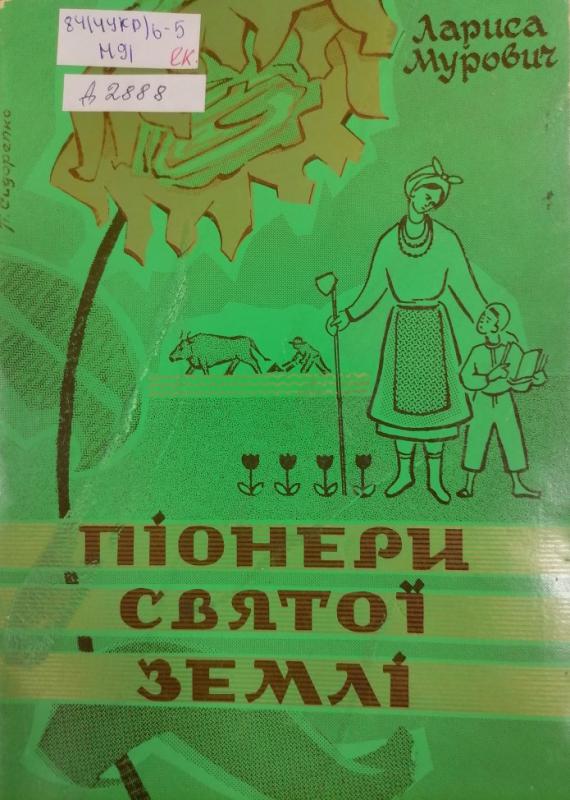 84(4УКР)6-5
М91
ЕК.
Д 2888
Лариса
Мурович
П. Сидоренко
ПІОНЕРИ
СВЯТОЇ
ЗЕМЛІ